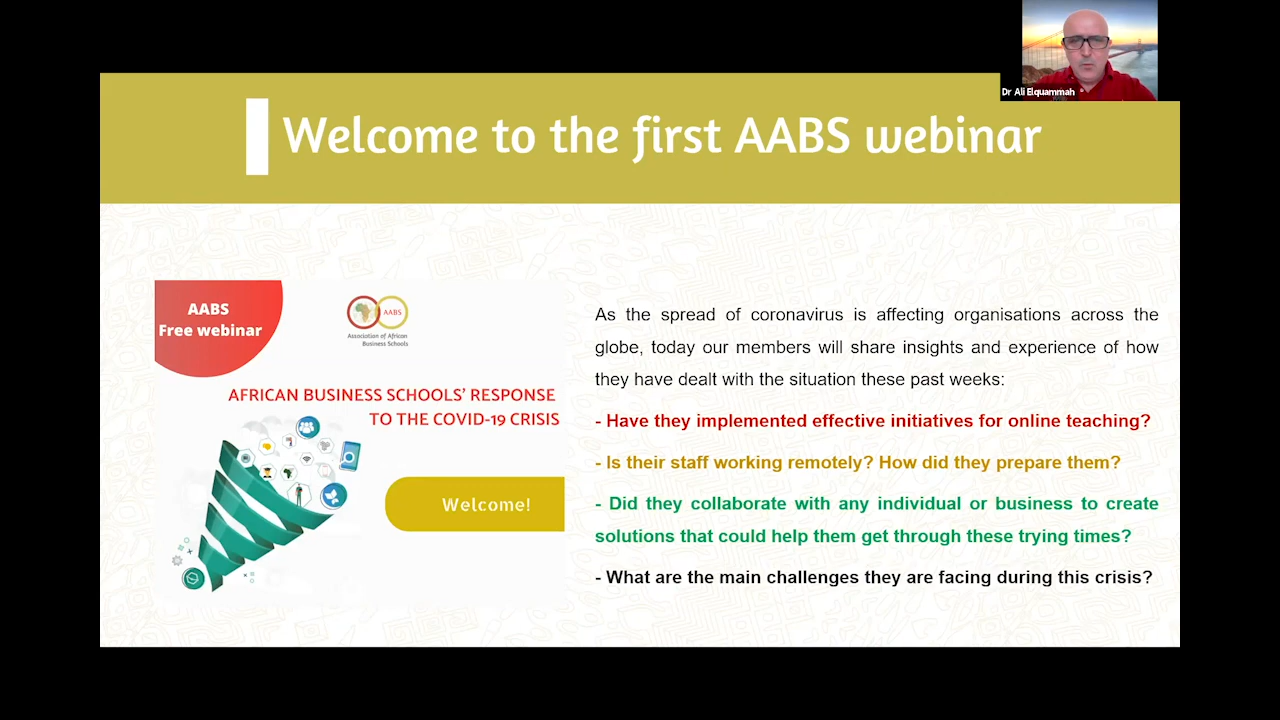 Dr Ali Elquammah
Welcome to the first AABS webinar
AABS
Free webinar
AABS
Association of African
Business Schools
AFRICAN BUSINESS SCHOOLS' RESPONSE
TO THE COVID-19 CRISIS
Welcome!
As the spread of coronavirus is affecting organisations across the
globe, today our members will share insights and experience of how
they have dealt with the situation these past weeks:
- Have they implemented effective initiatives for online teaching?
- Is their staff working remotely? How did they prepare them?
- Did they collaborate with any individual or business to create
solutions that could help them get through these trying times?
- What are the main challenges they are facing during this crisis?